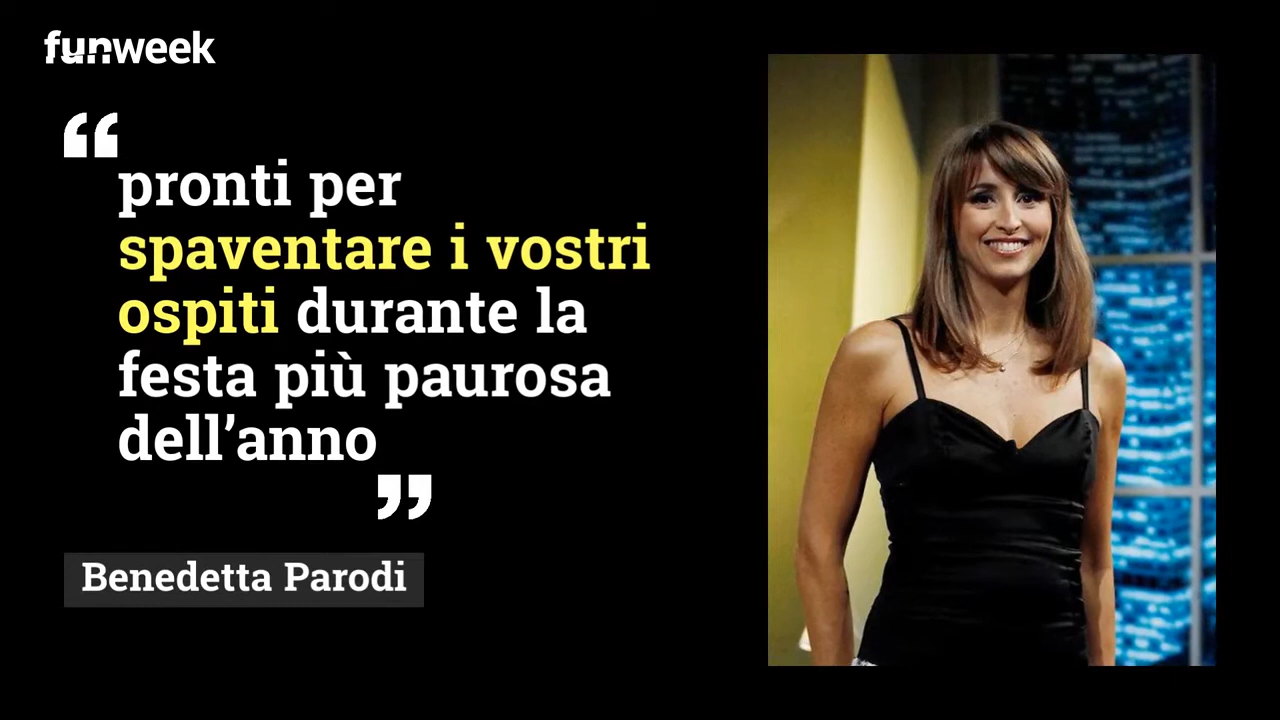 funweek
“
pronti per
spaventare i vostri
ospiti durante la
festa più paurosa
dell’anno
”
Benedetta Parodi